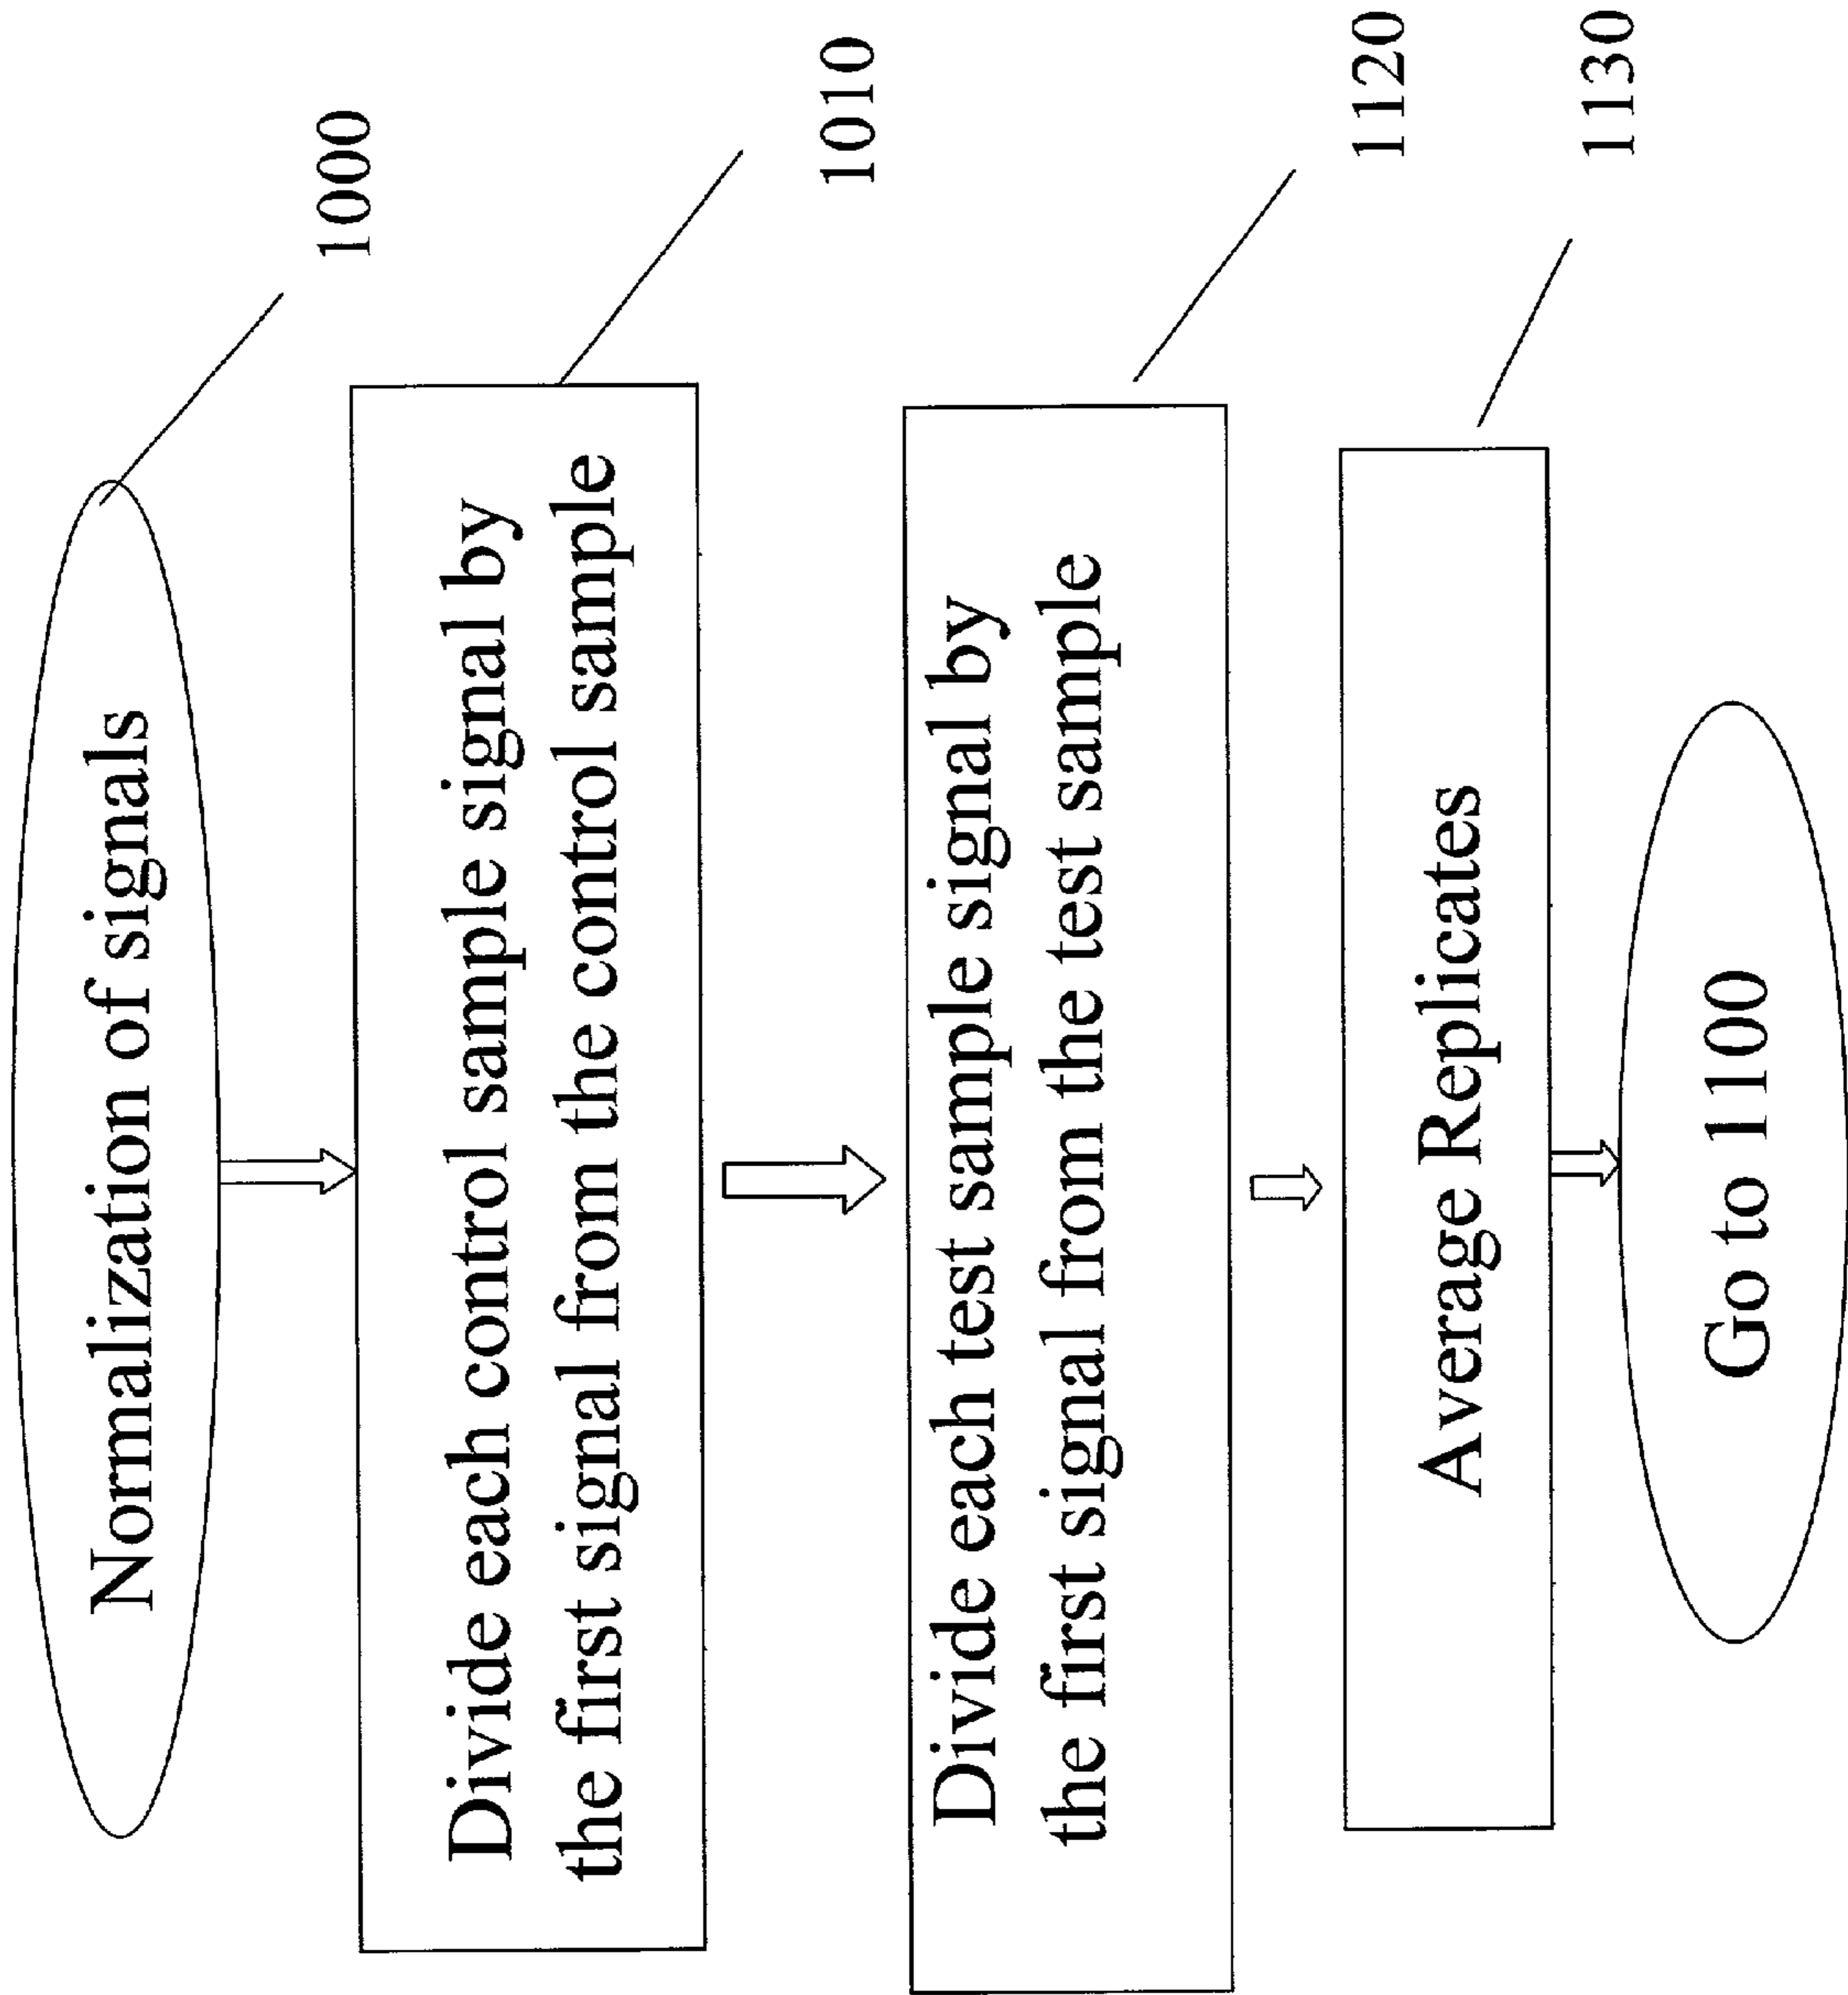 Normalization of signals
1000
Divide each control sample signal by
the first signal from the control sample
1010
Divide each test sample signal by
the first signal from the test sample
1120
Average Replicates
1130
Go to 1100